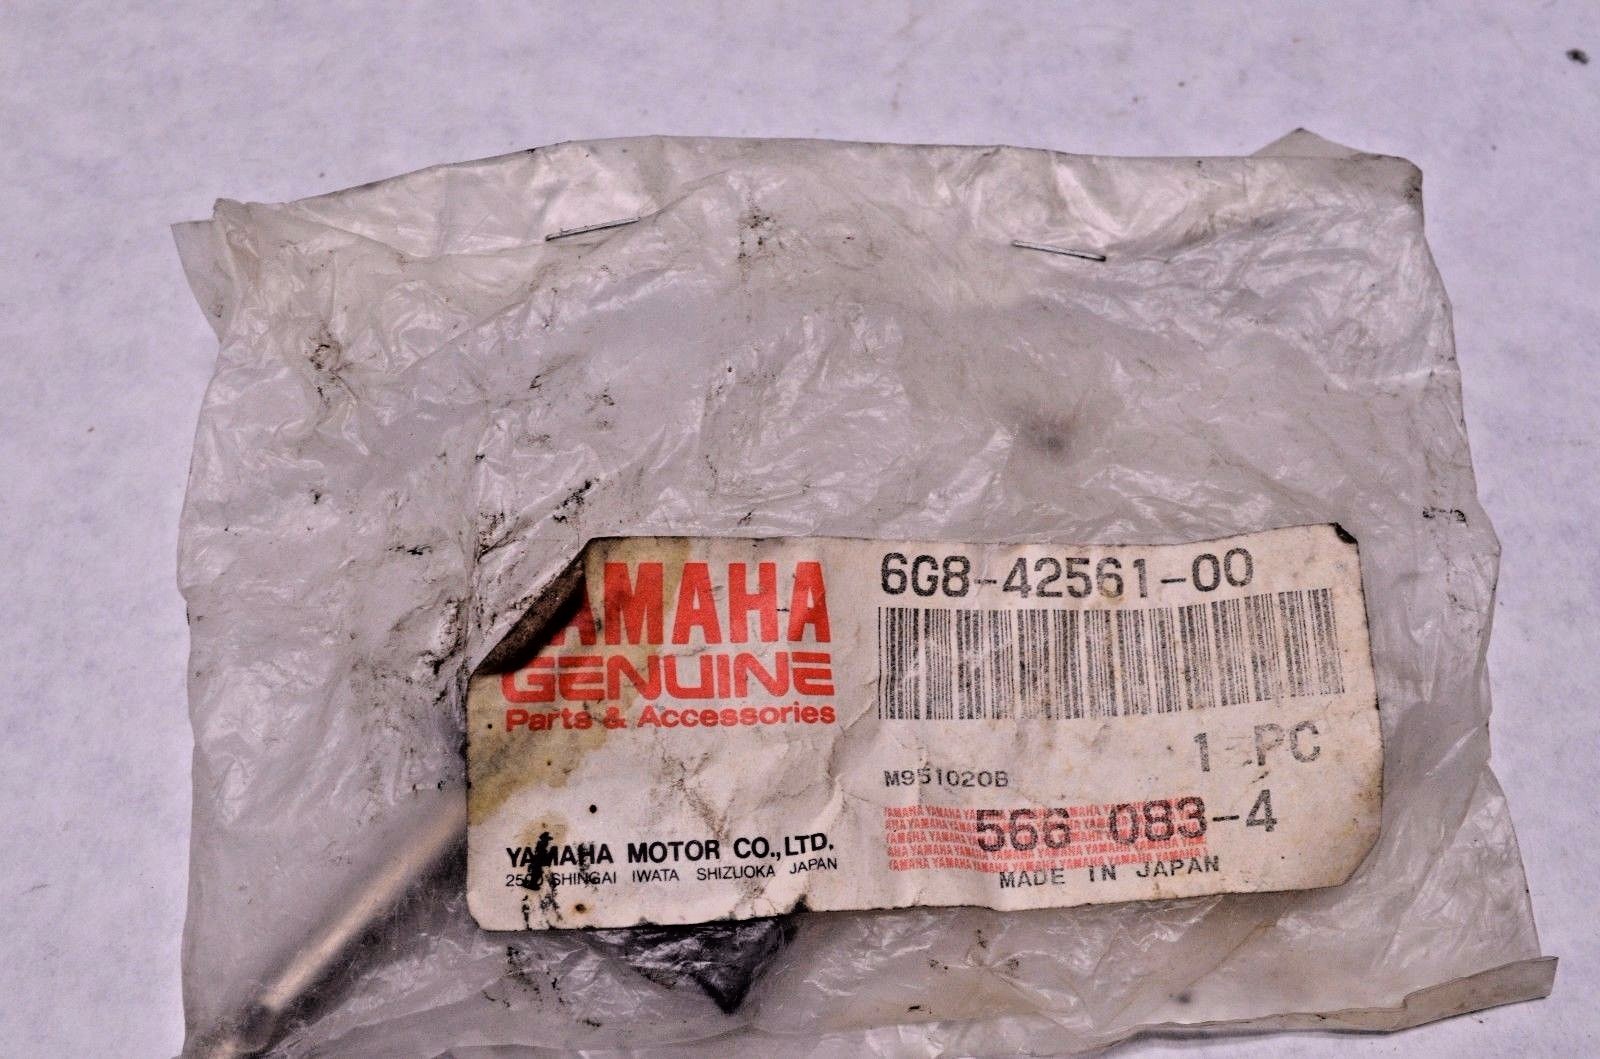 YAMAHA
GENUINE
Parts & Accessories
YAMAHA MOTOR CO., LTD.
2500 SHINGAI IWATA SHIZUOKA JAPAN
6G8-42561-00
1 PC
M951020B
566 083-4
MADE IN JAPAN